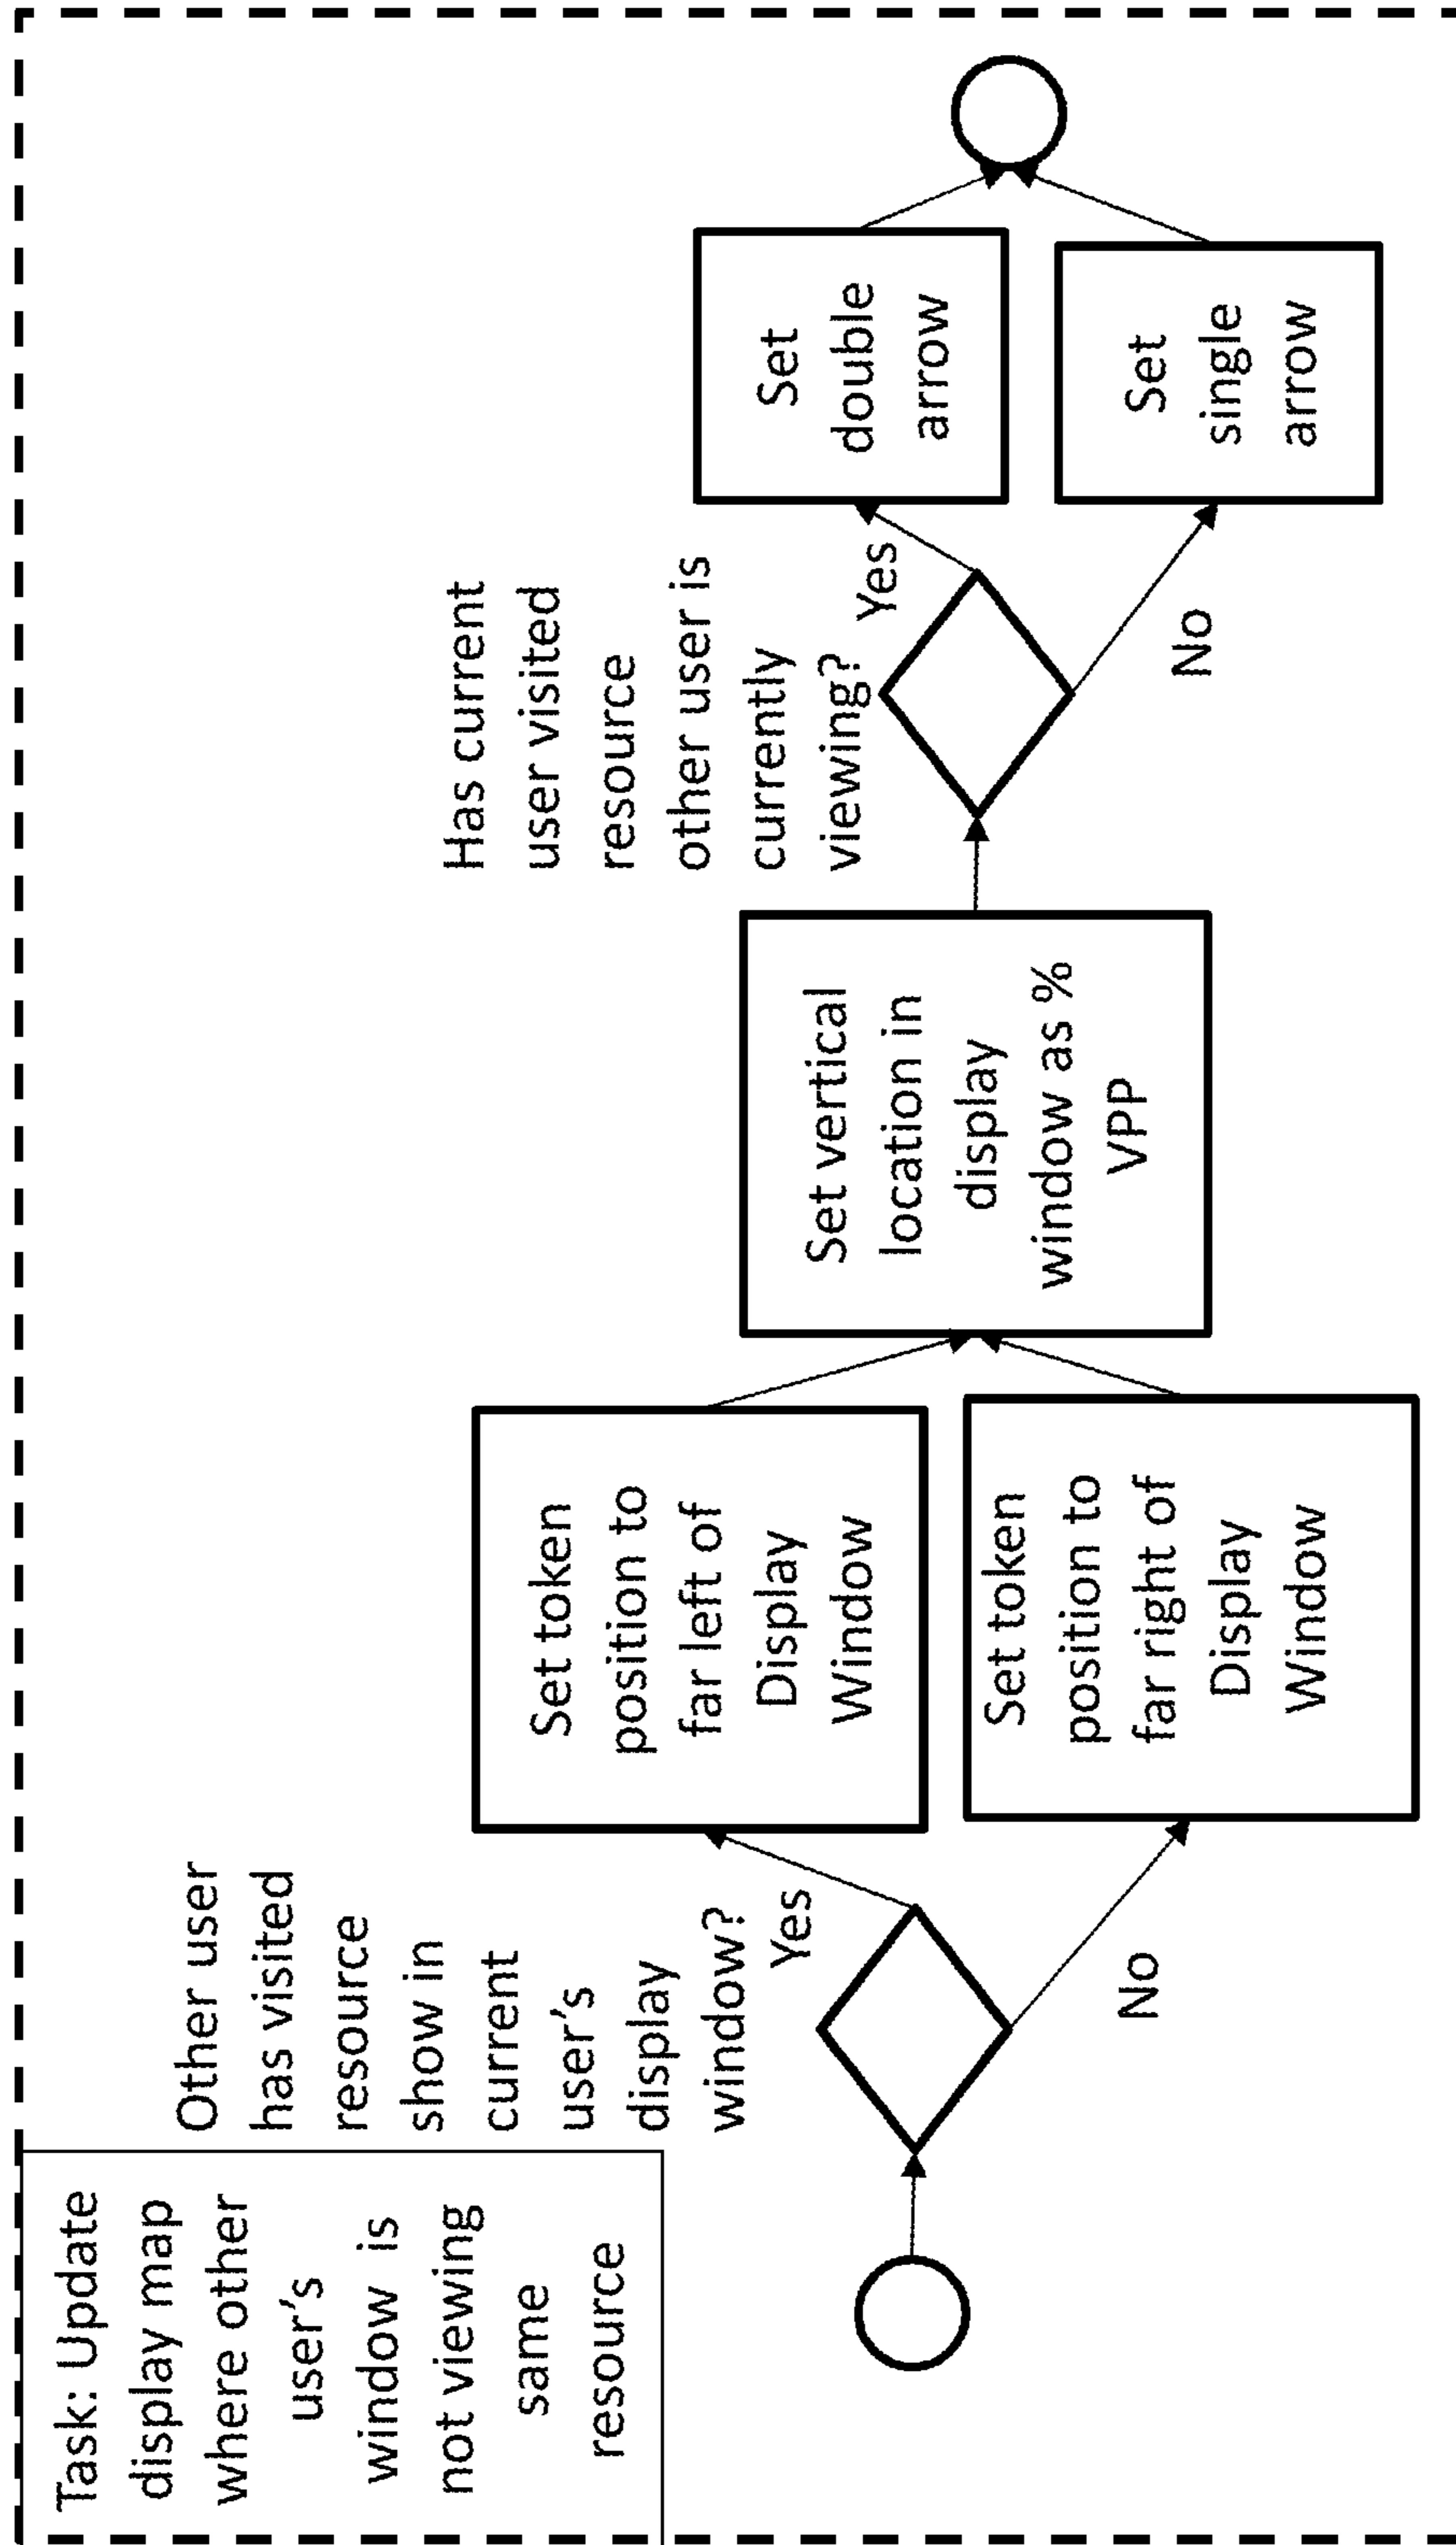 Task: Update
display map
where other
user's
window is
not viewing
same
resource
Other user
has visited
resource
show in
current
user's
display
window?
Yes
No
Set token
position to
far left of
Display
Window
Set token
position to
far right of
Display
Window
Set vertical
location in
display
window as %
VPP
Has current
user visited
resource
other user is
currently
viewing?
Yes
No
Set
double
arrow
Set
single
arrow